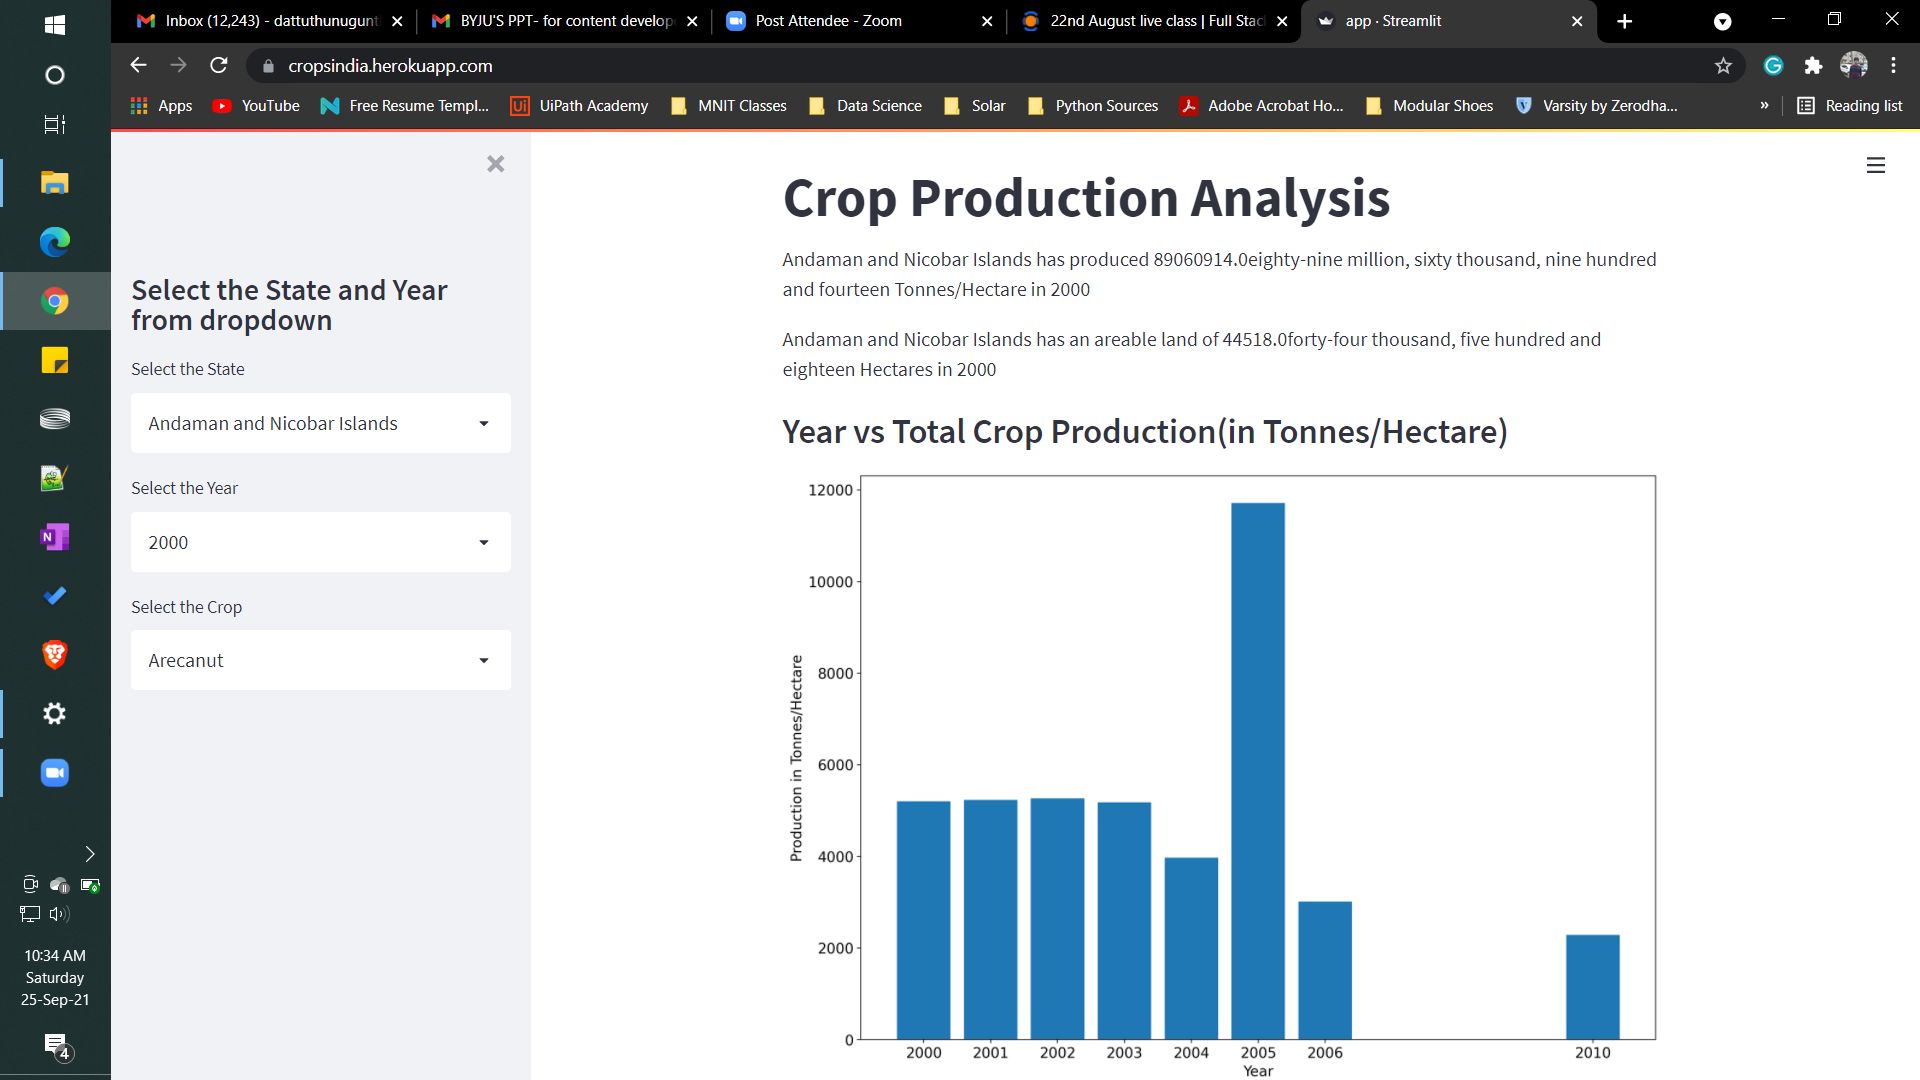 Inbox (12,243) - dattuthunugunt
BYJU'S PPT- for content develop
Post Attendee - Zoom
22nd August live class | Full Stac
app · Streamlit
cropsindia.herokuapp.com
Apps
YouTube
Free Resume Templ...
Ui
UiPath Academy
MNIT Classes
Data Science
Solar
Python Sources
Adobe Acrobat Ho...
Modular Shoes
Varsity by Zerodha...
»
Reading list
Select the State and Year
from dropdown
Select the State
Andaman and Nicobar Islands
Select the Year
2000
Select the Crop
Arecanut
Crop Production Analysis
Andaman and Nicobar Islands has produced 89060914.0eighty-nine million, sixty thousand, nine hundred
and fourteen Tonnes/Hectare in 2000
Andaman and Nicobar Islands has an areable land of 44518.0forty-four thousand, five hundred and
eighteen Hectares in 2000
Year vs Total Crop Production(in Tonnes/Hectare)
12000
10000
8000
6000
4000
2000
0
Production in Tonnes/Hectare
2000 2001 2002 2003 2004 2005 2006 2010
Year
N
10:34 AM
Saturday
25-Sep-21
4